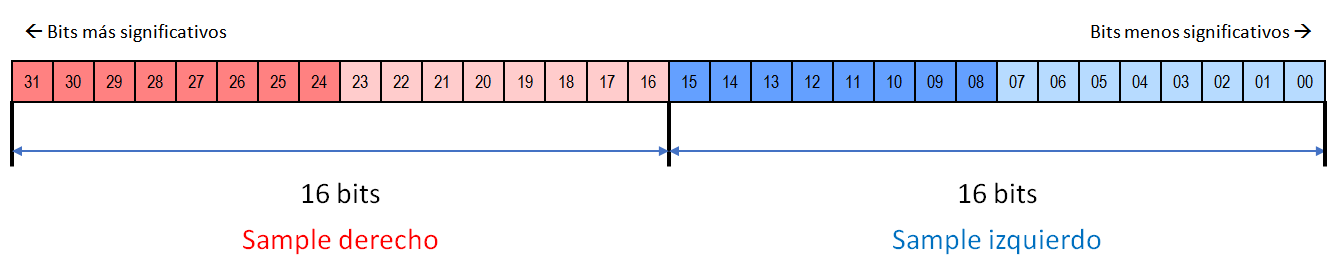 ← Bits más significativos
Bits menos significativos →
31 30 29 28 27 26 25 24 23 22 21 20 19 18 17 16 15 14 13 12 11 10 09 08 07 06 05 04 03 02 01 00
16 bits
16 bits
Sample derecho
Sample izquierdo